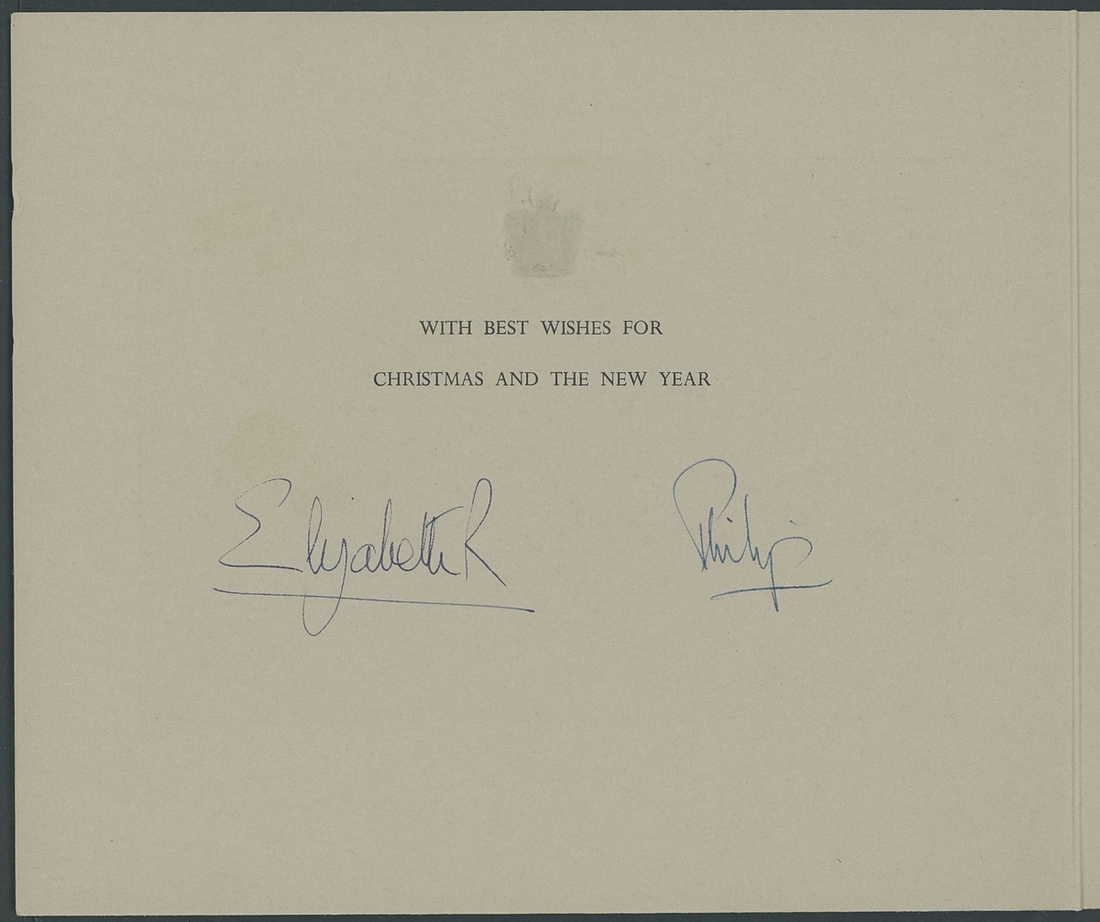 WITH BEST WISHES FOR
CHRISTMAS AND THE NEW YEAR
Elizabeth R Philip